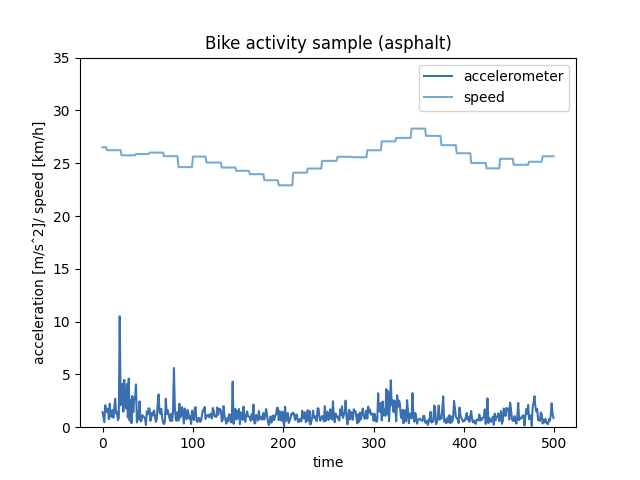 Bike activity sample (asphalt)
accelerometer
speed
35
30
25
20
15
10
5
0
acceleration [m/sˆ2]/ speed [km/h]
0 100 200 300 400 500
time